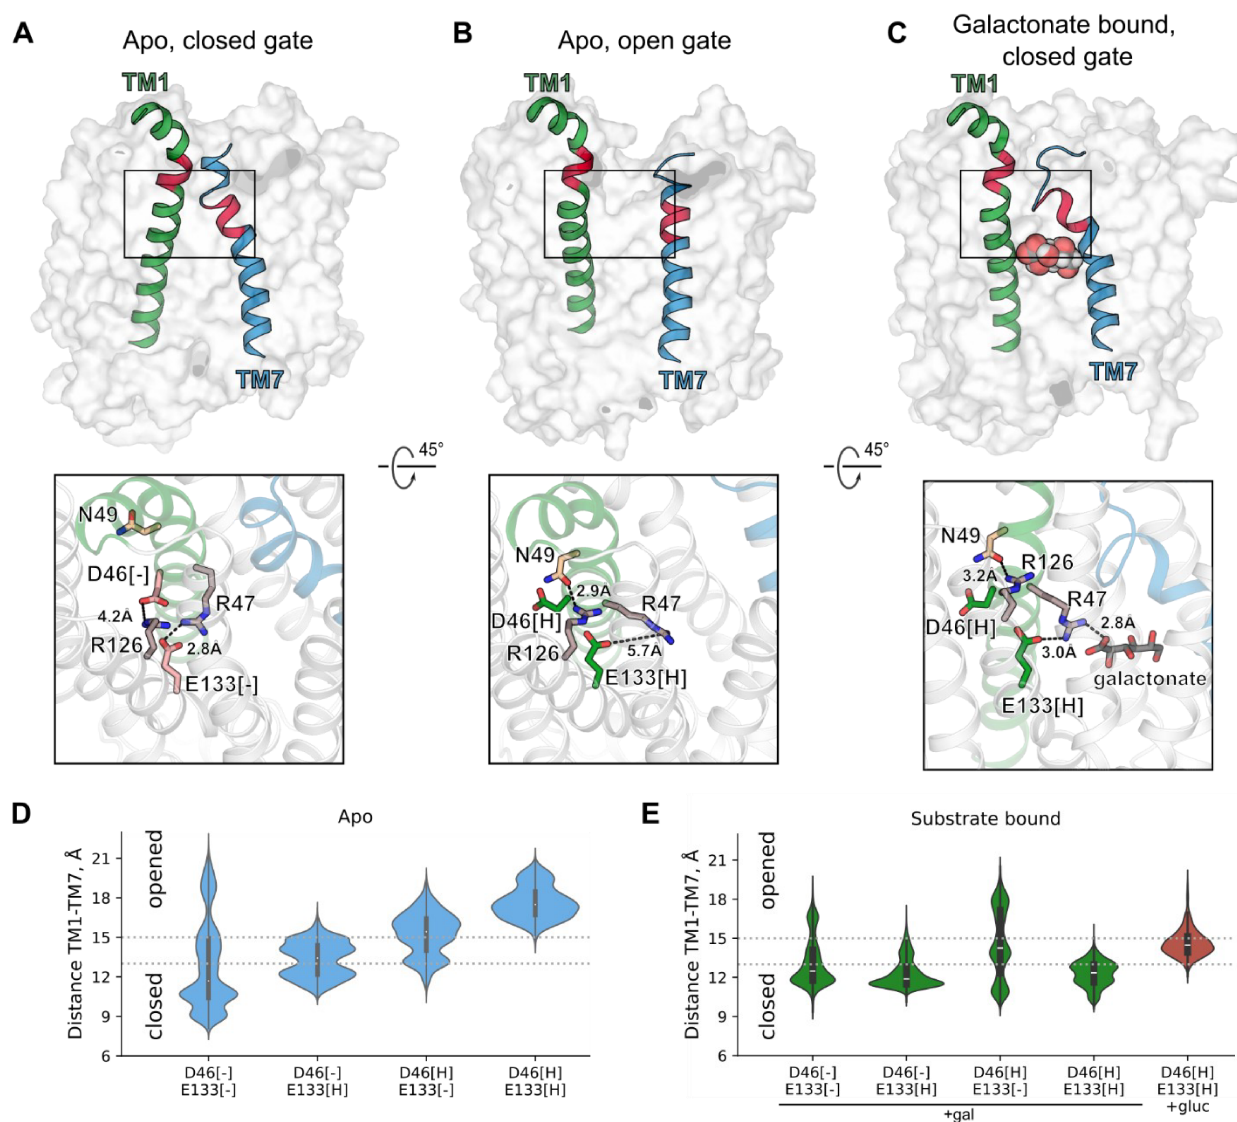 A
Apo, closed gate
B
Apo, open gate
C
Galactonate bound,
closed gate
TM1
TM7
TM1
TM7
TM1
TM7
45°
45°
N49
D46[-]
4.2Å
R47
R126
2.8Å
E133[-]
N49
2.9Å
D46[H]
R47
R126
5.7Å
E133[H]
N49
R126
3.2Å
R47
D46[H]
2.8Å
3.0Å
galactonate
E133[H]
D
Apo
Distance TM1-TM7, Å
opened
closed
21
18
15
12
9
6
D46[-]
E133[-]
D46[-]
E133[H]
D46[H]
E133[-]
D46[H]
E133[H]
E
Substrate bound
Distance TM1-TM7, Å
opened
closed
21
18
15
12
9
6
D46[-]
E133[-]
D46[-]
E133[H]
D46[H]
E133[-]
D46[H]
E133[H]
D46[H]
E133[H]
+gluc
+gal